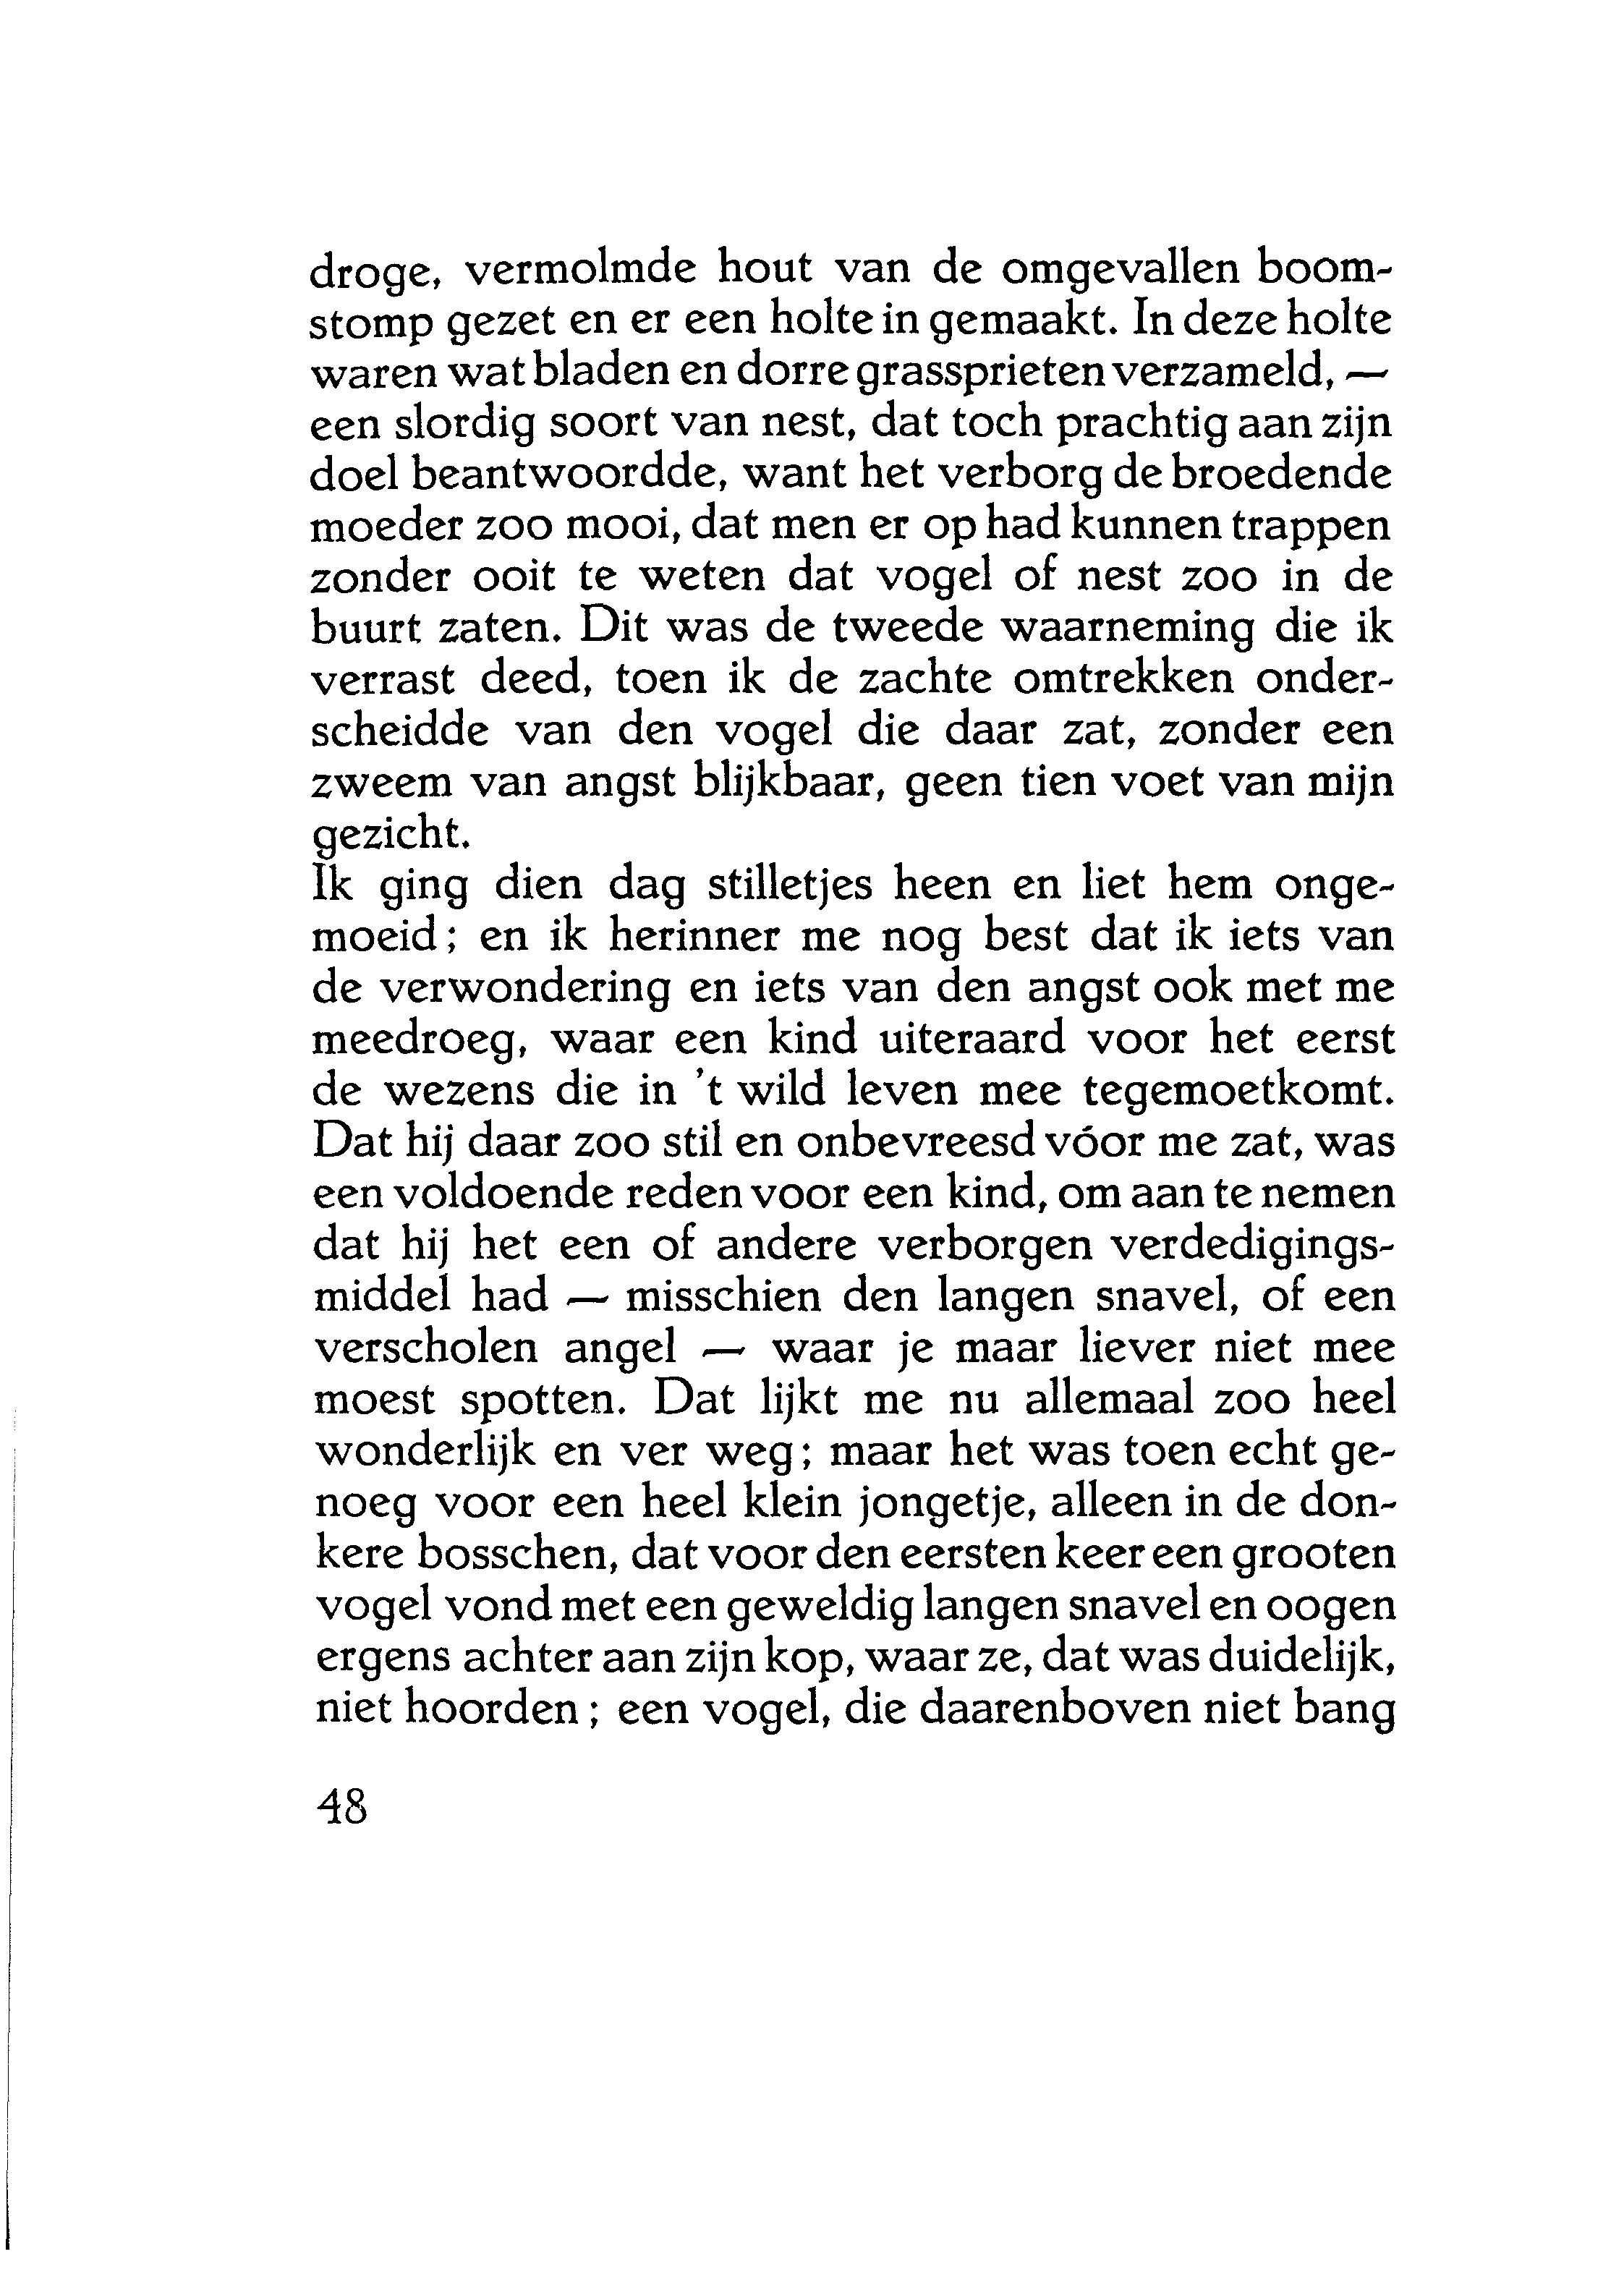 droge, vermolmde hout van de omgevallen boom-
stomp gezet en er een holte in gemaakt. In deze holte
waren wat bladen en dorre grassprieten verzameld, —
een slordig soort van nest, dat toch prachtig aan zijn
doel beantwoordde, want het verborg de broedende
moeder zoo mooi, dat men er op had kunnen trappen
zonder ooit te weten dat vogel of nest zoo in de
buurt zaten. Dit was de tweede waarneming die ik
verrast deed, toen ik de zachte omtrekken onder-
scheidde van den vogel die daar zat, zonder een
zweem van angst blijkbaar, geen tien voet van mijn
gezicht.
Ik ging dien dag stilletjes heen en liet hem onge-
moeid; en ik herinner me nog best dat ik iets van
de verwondering en iets van den angst ook met me
meedroeg, waar een kind uiteraard voor het eerst
de wezens die in 't wild leven mee tegemoetkomt.
Dat hij daar zoo stil en onbevreesd vóor me zat, was
een voldoende reden voor een kind, om aan te nemen
dat hij het een of andere verborgen verdedigings-
middel had — misschien den langen snavel, of een
verscholen angel — waar je maar liever niet mee
moest spotten. Dat lijkt me nu allemaal zoo heel
wonderlijk en ver weg; maar het was toen echt ge-
noeg voor een heel klein jongetje, alleen in de don-
kere bosschen, dat voor den eersten keer een grooten
vogel vond met een geweldig langen snavel en oogen
ergens achter aan zijn kop, waar ze, dat was duidelijk,
niet hoorden; een vogel, die daarenboven niet bang
48